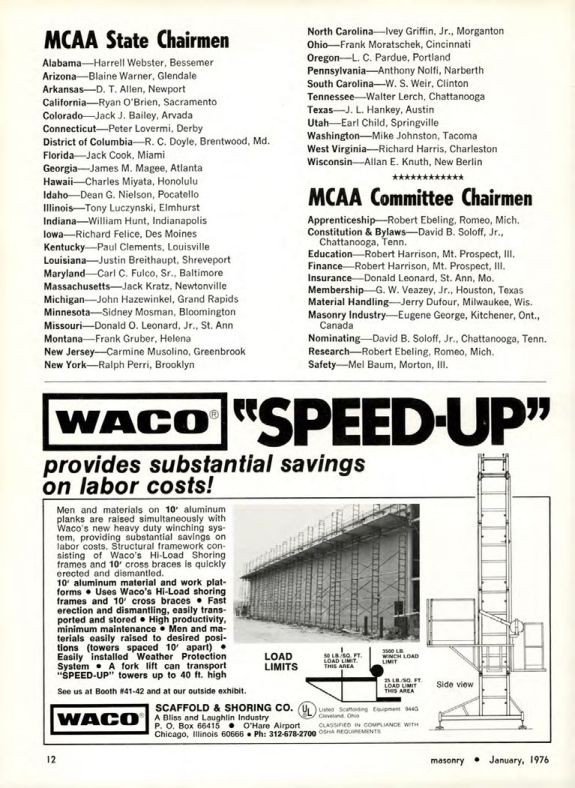 MCAA State Chairmen
Alabama—Harrell Webster, Bessemer
Arizona—Blaine Warner, Glendale
Arkansas—D. T. Allen, Newport
California—Ryan O'Brien, Sacramento
Colorado—Jack J. Bailey, Arvada
Connecticut—Peter Lovermi, Derby
District of Columbia—R. C. Doyle, Brentwood, Md.
Florida—Jack Cook, Miami
Georgia—James M. Magee, Atlanta
Hawaii—Charles Miyata, Honolulu
Idaho—Dean G. Nielson, Pocatello
Illinois—Tony Luczynski, Elmhurst
Indiana—William Hunt, Indianapolis
Iowa—Richard Felice, Des Moines
Kentucky—Paul Clements, Louisville
Louisiana—Justin Breithaupt, Shreveport
Maryland—Carl C. Fulco, Sr., Baltimore
Massachusetts—Jack Kratz, Newtonville
Michigan—John Hazewinkel, Grand Rapids
Minnesota—Sidney Mosman, Bloomington
Missouri—Donald O. Leonard, Jr., St. Ann
Montana—Frank Gruber, Helena
New Jersey—Carmine Musolino, Greenbrook
New York—Ralph Perri, Brooklyn
North Carolina—Ivey Griffin, Jr., Morganton
Ohio—Frank Moratschek, Cincinnati
Oregon—L. C. Pardue, Portland
Pennsylvania—Anthony Nolfi, Narberth
South Carolina—W. S. Weir, Clinton
Tennessee—Walter Lerch, Chattanooga
Texas—J. L. Hankey, Austin
Utah—Earl Child, Springville
Washington—Mike Johnston, Tacoma
West Virginia—Richard Harris, Charleston
Wisconsin—Allan E. Knuth, New Berlin
************
MCAA Committee Chairmen
Apprenticeship—Robert Ebeling, Romeo, Mich.
Constitution & Bylaws—David B. Soloff, Jr.,
Chattanooga, Tenn.
Education—Robert Harrison, Mt. Prospect, Ill.
Finance—Robert Harrison, Mt. Prospect, Ill.
Insurance—Donald Leonard, St. Ann, Mo.
Membership—G. W. Veazey, Jr., Houston, Texas
Material Handling—Jerry Dufour, Milwaukee, Wis.
Masonry Industry—Eugene George, Kitchener, Ont.,
Canada
Nominating—David B. Soloff, Jr., Chattanooga, Tenn.
Research—Robert Ebeling, Romeo, Mich.
Safety—Mel Baum, Morton, Ill.
WACO® "SPEED-UP"
provides substantial savings
on labor costs!
Men and materials on 10' aluminum
planks are raised simultaneously with
Waco's new heavy duty winching sys-
tem, providing substantial savings on
labor costs. Structural framework con-
sisting of Waco's Hi-Load Shoring
frames and 10' cross braces is quickly
erected and dismantled.
10' aluminum material and work plat-
forms • Uses Waco's Hi-Load shoring
frames and 10' cross braces • Fast
erection and dismantling, easily trans-
ported and stored • High productivity,
minimum maintenance • Men and ma-
terials easily raised to desired posi-
tions (towers spaced 10' apart) •
Easily installed Weather Protection
System • A fork lift can transport
"SPEED-UP" towers up to 40 ft. high
See us at Booth #41-42 and at our outside exhibit.
LOAD
LIMITS
50 LB./SQ. FT.
LOAD LIMIT
THIS AREA
3500 LB.
WINCH LOAD
LIMIT
25 LB./SQ. FT.
LOAD LIMIT
THIS AREA
Side view
WACO®
SCAFFOLD & SHORING CO.
A Bliss and Laughlin Industry
P. O. Box 66415 • O'Hare Airport
Chicago, Illinois 60666 • Ph: 312-678-2700
UL
Listed Scaffolding Equipment 944G
Cleveland, Ohio
CLASSIFIED IN COMPLIANCE WITH
OSHA REQUIREMENTS
12
masonry • January, 1976